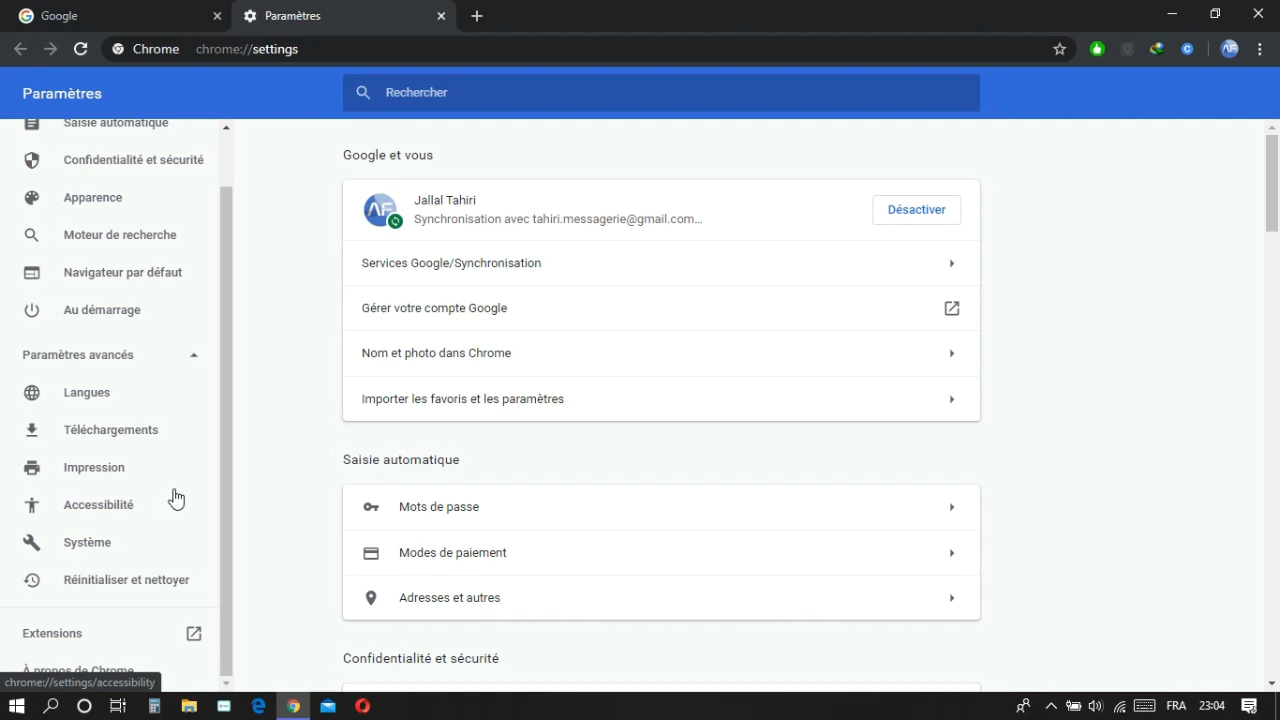 Google
Paramètres
Chrome
chrome://settings
Paramètres
Rechercher
Saisie automatique
Confidentialité et sécurité
Apparence
Moteur de recherche
Navigateur par défaut
Au démarrage
Paramètres avancés
Langues
Téléchargements
Impression
Accessibilité
Système
Réinitialiser et nettoyer
Extensions
À propos de Chrome
chrome://settings/accessibility
Google et vous
Jallal Tahiri
Synchronisation avec tahiri.messagerie@gmail.com...
Désactiver
Services Google/Synchronisation
Gérer votre compte Google
Nom et photo dans Chrome
Importer les favoris et les paramètres
Saisie automatique
Mots de passe
Modes de paiement
Adresses et autres
Confidentialité et sécurité
FRA
23:04